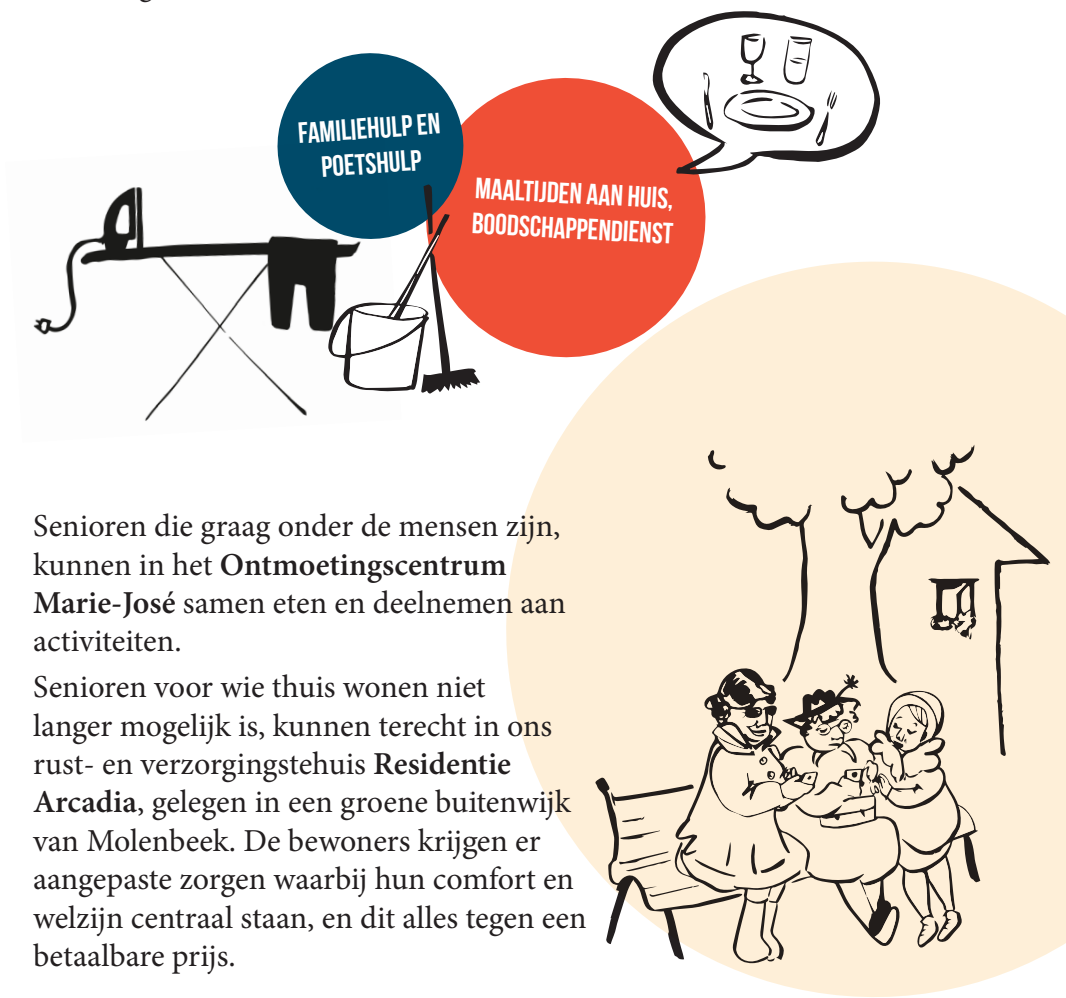 FAMILIEHULP EN
POETSHULP
MAALTIJDEN AAN HUIS,
BOODSCHAPPENDIENST
Senioren die graag onder de mensen zijn,
kunnen in het Ontmoetingscentrum
Marie-José samen eten en deelnemen aan
activiteiten.
Senioren voor wie thuis wonen niet
langer mogelijk is, kunnen terecht in ons
rust- en verzorgingstehuis Residentie
Arcadia, gelegen in een groene buitenwijk
van Molenbeek. De bewoners krijgen er
aangepaste zorgen waarbij hun comfort en
welzijn centraal staan, en dit alles tegen een
betaalbare prijs.